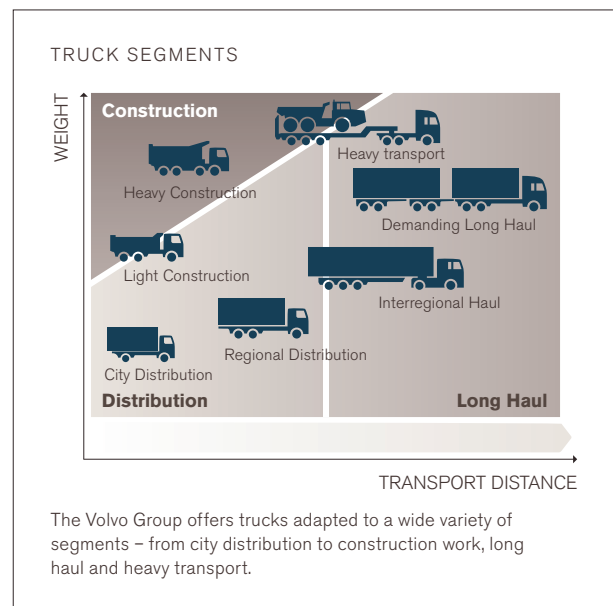 TRUCK SEGMENTS
WEIGHT
Construction
Heavy transport
Heavy Construction
Demanding Long Haul
Light Construction
Interregional Haul
Regional Distribution
City Distribution
Distribution
Long Haul
TRANSPORT DISTANCE
The Volvo Group offers trucks adapted to a wide variety of
segments – from city distribution to construction work, long
haul and heavy transport.